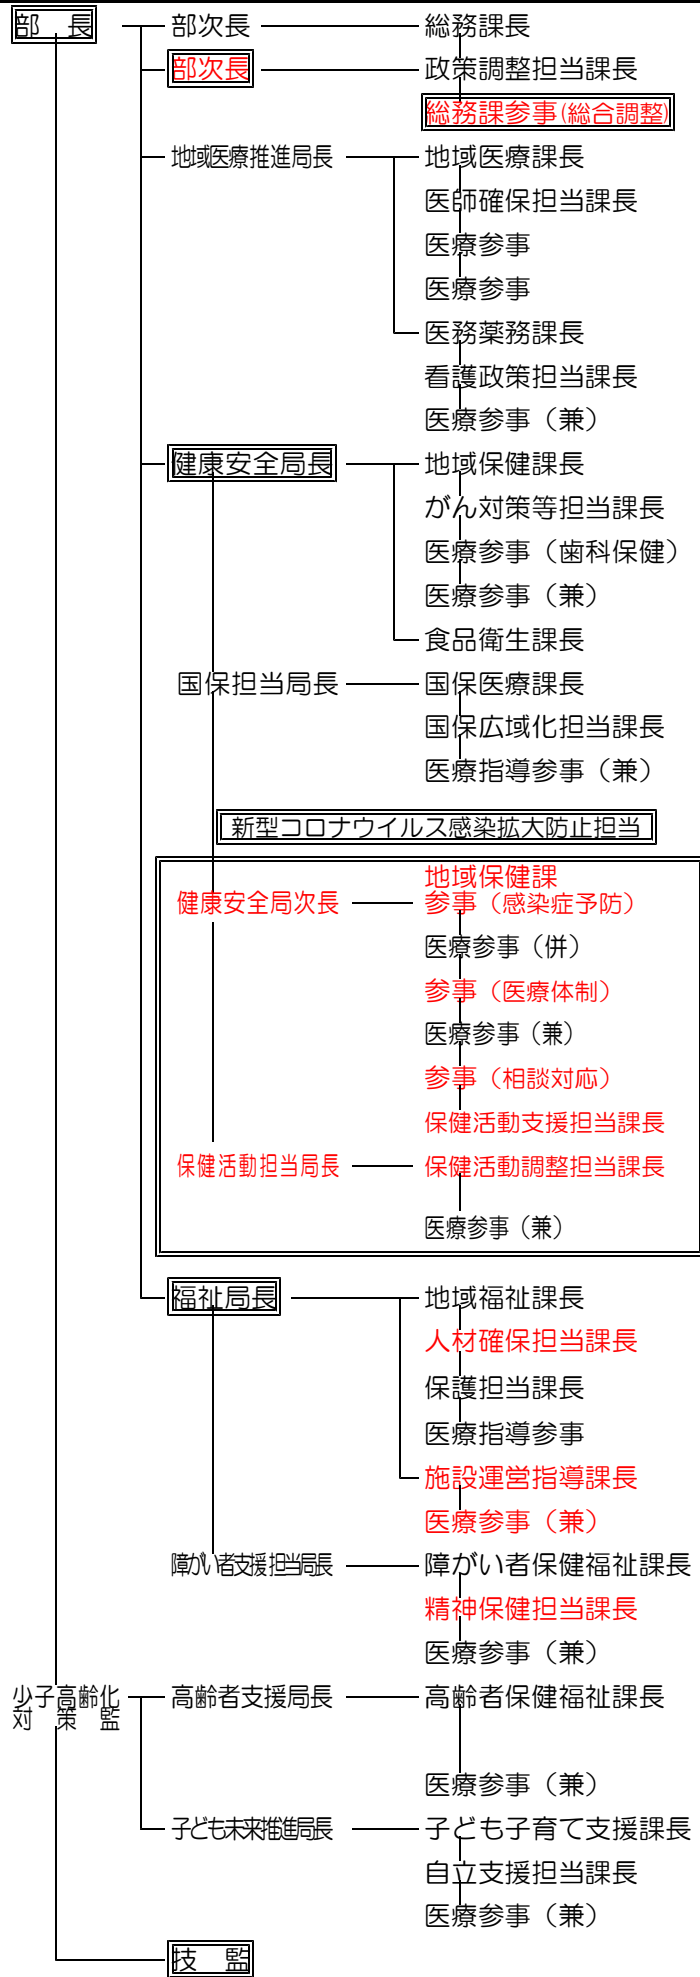 部　長
部次長
総務課長
部次長
政策調整担当課長
総務課参事(総合調整)
地域医療推進局長
地域医療課長
医師確保担当課長
医療参事
医療参事
医務薬務課長
看護政策担当課長
医療参事（兼）
健康安全局長
地域保健課長
がん対策等担当課長
医療参事（歯科保健）
医療参事（兼）
食品衛生課長
国保担当局長
国保医療課長
国保広域化担当課長
医療指導参事（兼）
新型コロナウイルス感染拡大防止担当
健康安全局次長
地域保健課
参事（感染症予防）
医療参事（併）
参事（医療体制）
医療参事（兼）
参事（相談対応）
保健活動支援担当課長
保健活動担当局長
保健活動調整担当課長
医療参事（兼）
福祉局長
地域福祉課長
人材確保担当課長
保護担当課長
医療指導参事
施設運営指導課長
医療参事（兼）
障がい者支援担当局長
障がい者保健福祉課長
精神保健担当課長
医療参事（兼）
少子高齢化
対　策　監
高齢者支援局長
高齢者保健福祉課長
医療参事（兼）
子ども未来推進局長
子ども子育て支援課長
自立支援担当課長
医療参事（兼）
技　監